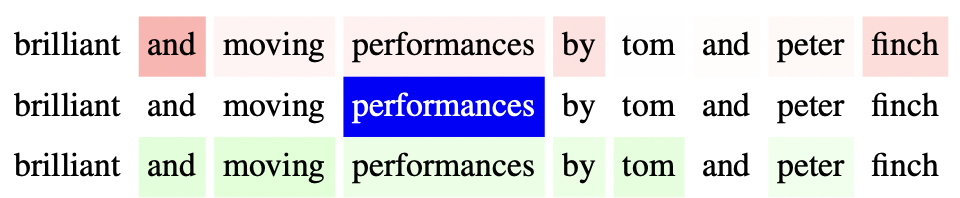 brilliant and moving performances by tom and peter finch
brilliant and moving performances by tom and peter finch
brilliant and moving performances by tom and peter finch